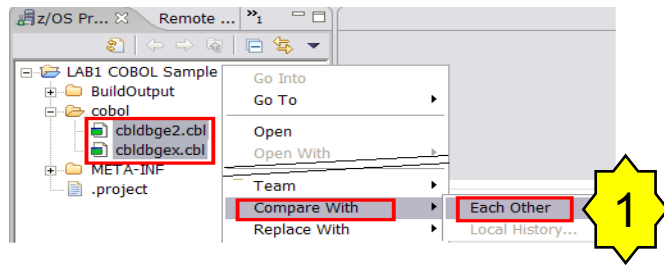 z/OS Pr... Remote ... »1
LAB1 COBOL Sample
BuildOutput
cobol
cbldbge2.cbl
cbldbgex.cbl
META-INF
.project
Go Into
Go To
Open
Open With
Team
Compare With
Replace With
Each Other
Local History...
1